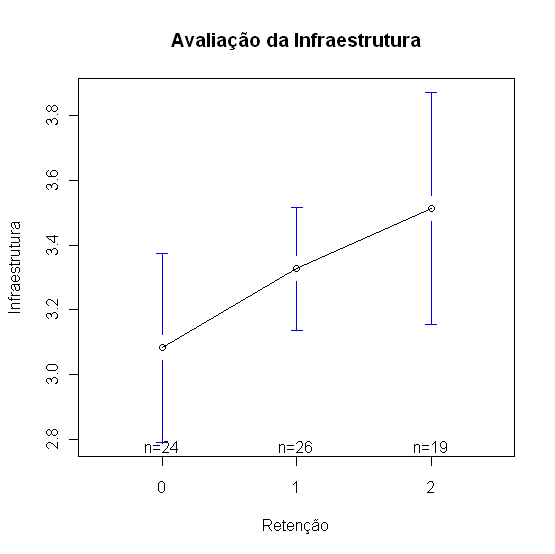 Avaliação da Infraestrutura
Infraestrutura
3.8
3.6
3.4
3.2
3.0
2.8
n=24 n=26 n=19
0 1 2
Retenção